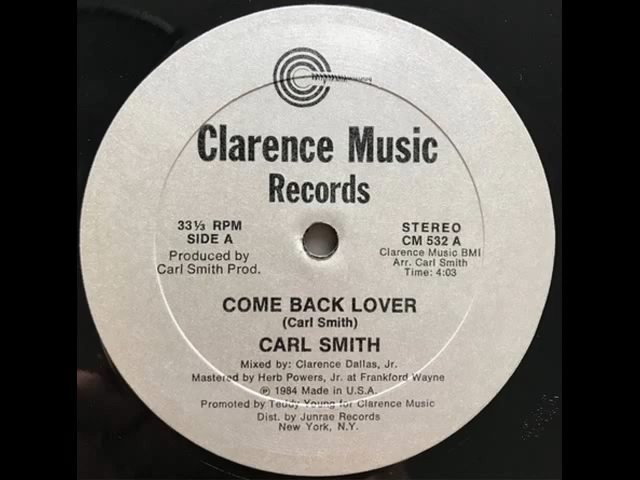 Clarence Music
Records
33⅓ RPM
SIDE A
Produced by
Carl Smith Prod.
STEREO
CM 532 A
Clarence Music BMI
Arr. Carl Smith
Time: 4:03
COME BACK LOVER
(Carl Smith)
CARL SMITH
Mixed by: Clarence Dallas, Jr.
Mastered by Herb Powers, Jr. at Frankford Wayne
℗ 1984 Made in U.S.A.
Promoted by Teddy Young for Clarence Music
Dist. by Junrae Records
New York, N.Y.